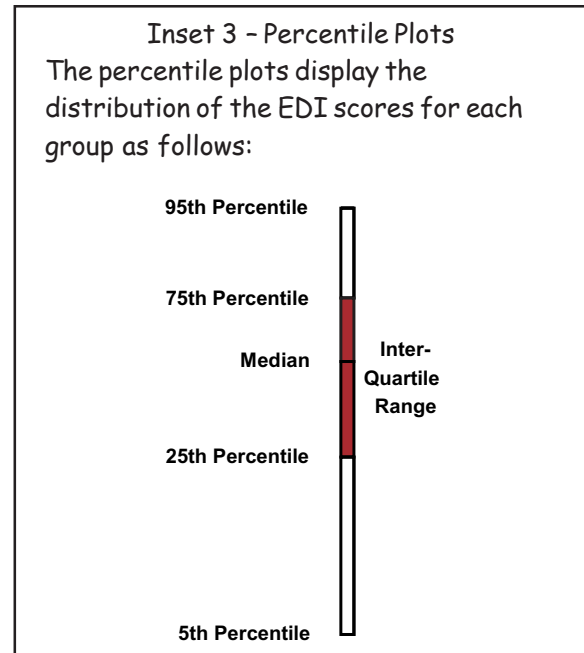 Inset 3 – Percentile Plots
The percentile plots display the
distribution of the EDI scores for each
group as follows:
95th Percentile
75th Percentile
Median
Inter-
Quartile
Range
25th Percentile
5th Percentile